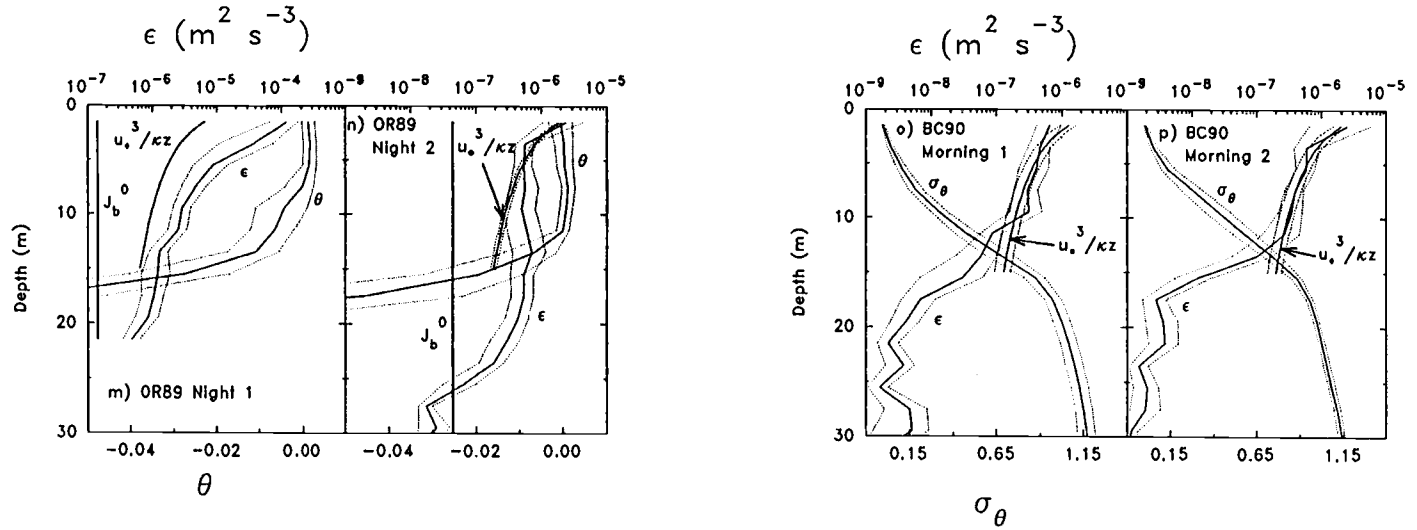 ϵ (m² s⁻³)
10⁻⁷ 10⁻⁶ 10⁻⁵ 10⁻⁴ 10⁻⁹ 10⁻⁸ 10⁻⁷ 10⁻⁶ 10⁻⁵
0
10
20
30
Depth (m)
u*³/κz
J_b⁰
ϵ
θ
m) OR89 Night 1
n) OR89
Night 2
u*³/κz
θ
J_b⁰
ϵ
−0.04 −0.02 0.00 −0.04 −0.02 0.00
θ
ϵ (m² s⁻³)
10⁻⁹ 10⁻⁸ 10⁻⁷ 10⁻⁶ 10⁻⁹ 10⁻⁸ 10⁻⁷ 10⁻⁶ 10⁻⁵
0
10
20
30
Depth (m)
o) BC90
Morning 1
σ_θ
u*³/κz
ϵ
p) BC90
Morning 2
σ_θ
u*³/κz
ϵ
0.15 0.65 1.15 0.15 0.65 1.15
σ_θ